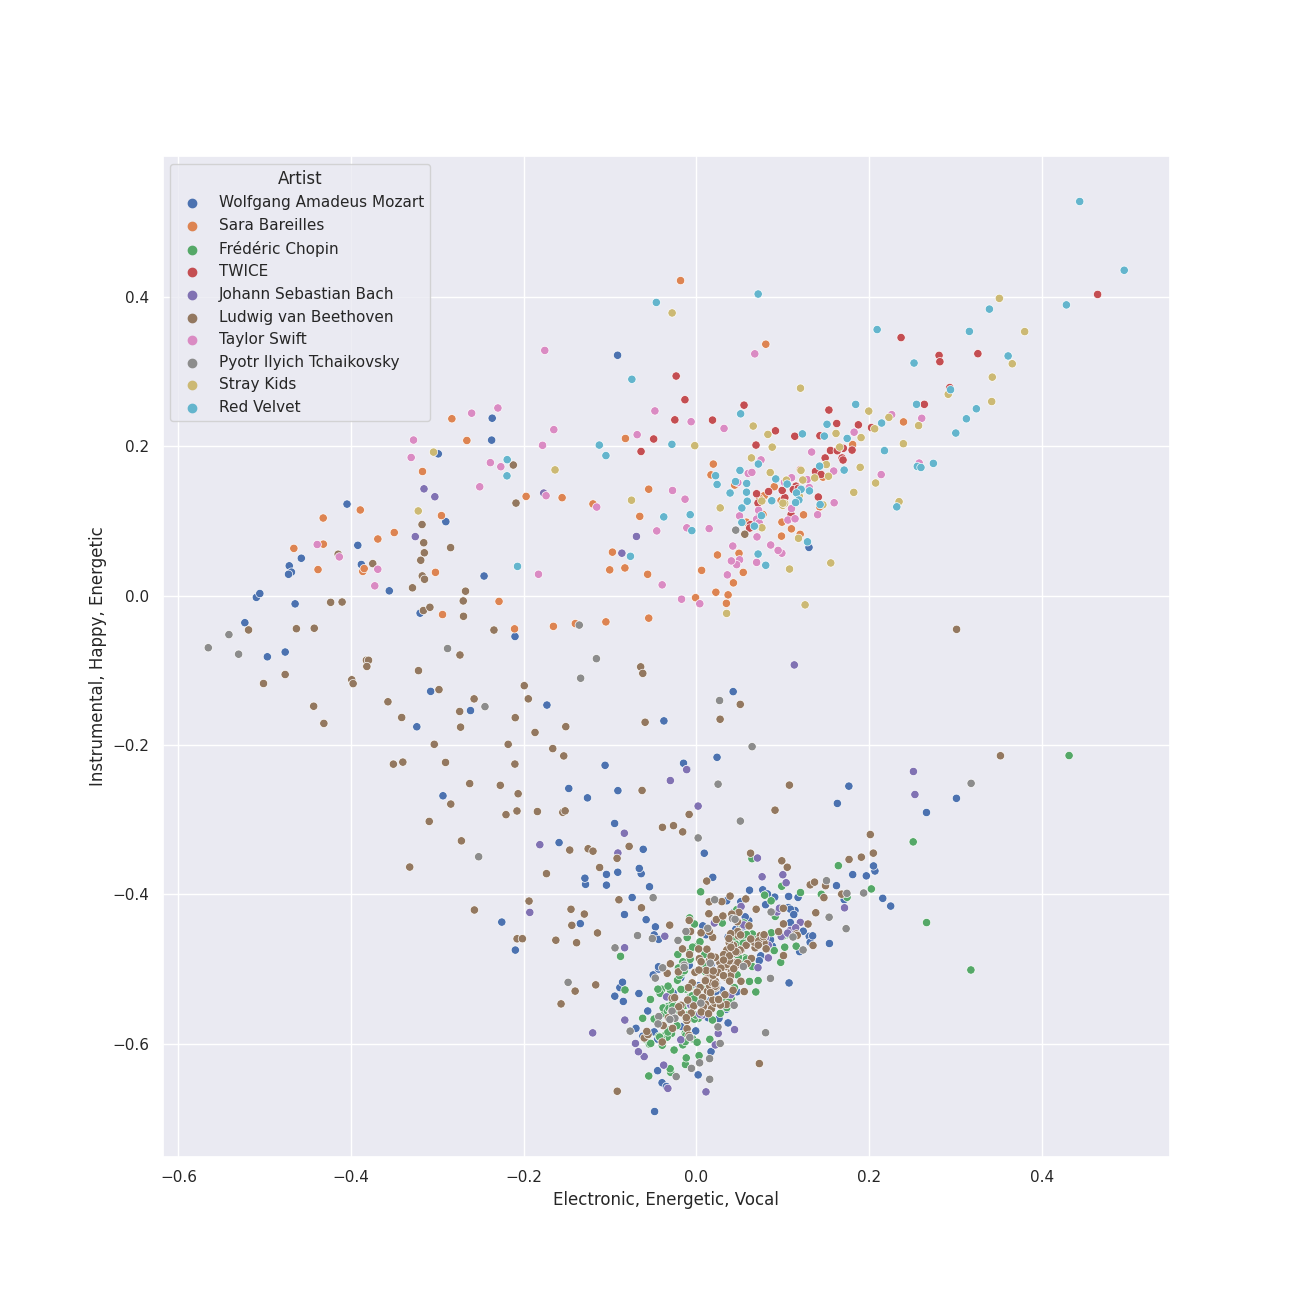 Artist
Wolfgang Amadeus Mozart
Sara Bareilles
Frédéric Chopin
TWICE
Johann Sebastian Bach
Ludwig van Beethoven
Taylor Swift
Pyotr Ilyich Tchaikovsky
Stray Kids
Red Velvet
0.4
0.2
0.0
−0.2
−0.4
−0.6
Instrumental, Happy, Energetic
−0.6 −0.4 −0.2 0.0 0.2 0.4
Electronic, Energetic, Vocal